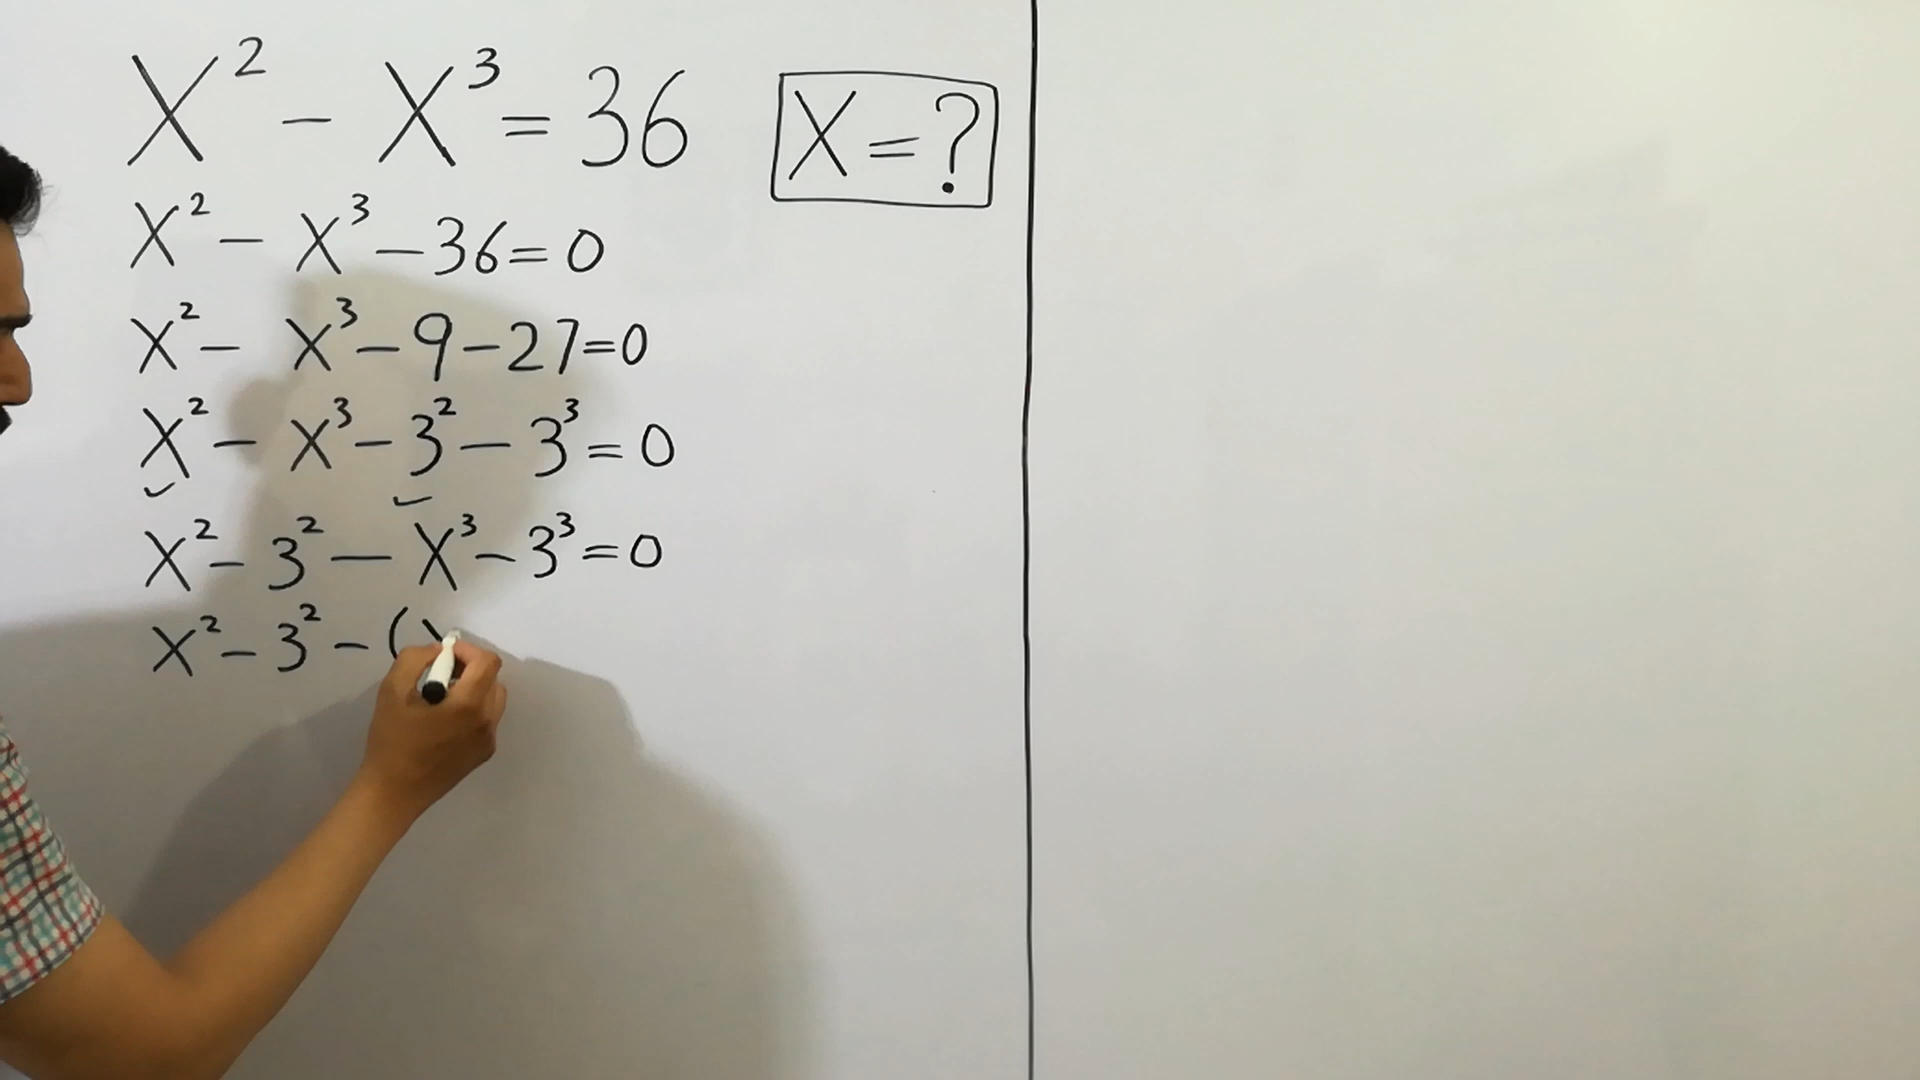 X² - X³ = 36
X = ?
X² - X³ - 36 = 0
X² - X³ - 9 - 27 = 0
X² - X³ - 3² - 3³ = 0
X² - 3² - X³ - 3³ = 0
X² - 3² - (